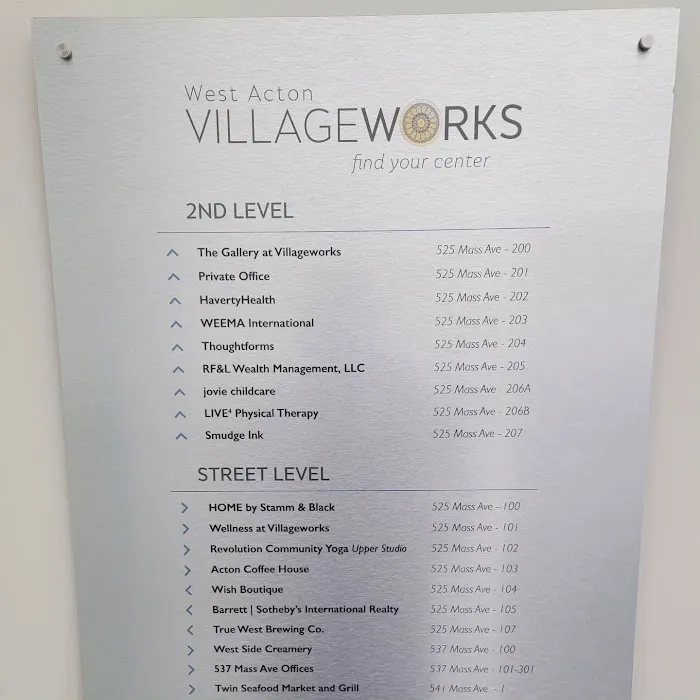 West Acton
VILLAGEWORKS
find your center
2ND LEVEL
The Gallery at Villageworks 525 Mass Ave - 200
Private Office 525 Mass Ave - 201
HavertyHealth 525 Mass Ave - 202
WEEMA International 525 Mass Ave - 203
Thoughtforms 525 Mass Ave - 204
RF&L Wealth Management, LLC 525 Mass Ave - 205
jovie childcare 525 Mass Ave - 206A
LIVE⁴ Physical Therapy 525 Mass Ave - 206B
Smudge Ink 525 Mass Ave - 207
STREET LEVEL
HOME by Stamm & Black 525 Mass Ave - 100
Wellness at Villageworks 525 Mass Ave - 101
Revolution Community Yoga Upper Studio 525 Mass Ave - 102
Acton Coffee House 525 Mass Ave - 103
Wish Boutique 525 Mass Ave - 104
Barrett | Sotheby's International Realty 525 Mass Ave - 105
True West Brewing Co. 525 Mass Ave - 107
West Side Creamery 537 Mass Ave - 100
537 Mass Ave Offices 537 Mass Ave - 101-301
Twin Seafood Market and Grill 541 Mass Ave - 1